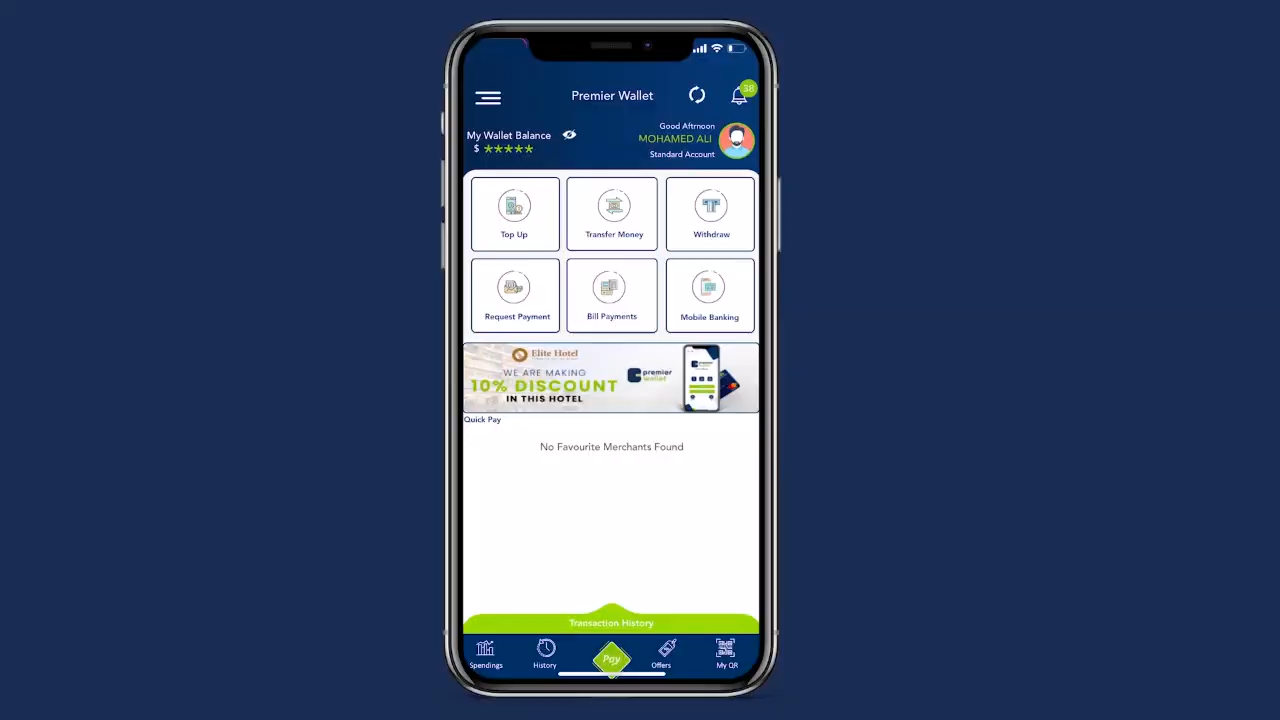 Premier Wallet
38
My Wallet Balance
$ *****
Good Aftrnoon
MOHAMED ALI
Standard Account
Top Up
Transfer Money
Withdraw
Request Payment
Bill Payments
Mobile Banking
Elite Hotel
WE ARE MAKING
10% DISCOUNT
IN THIS HOTEL
premier
wallet
Quick Pay
No Favourite Merchants Found
Transaction History
Spendings
History
Pay
Offers
My QR